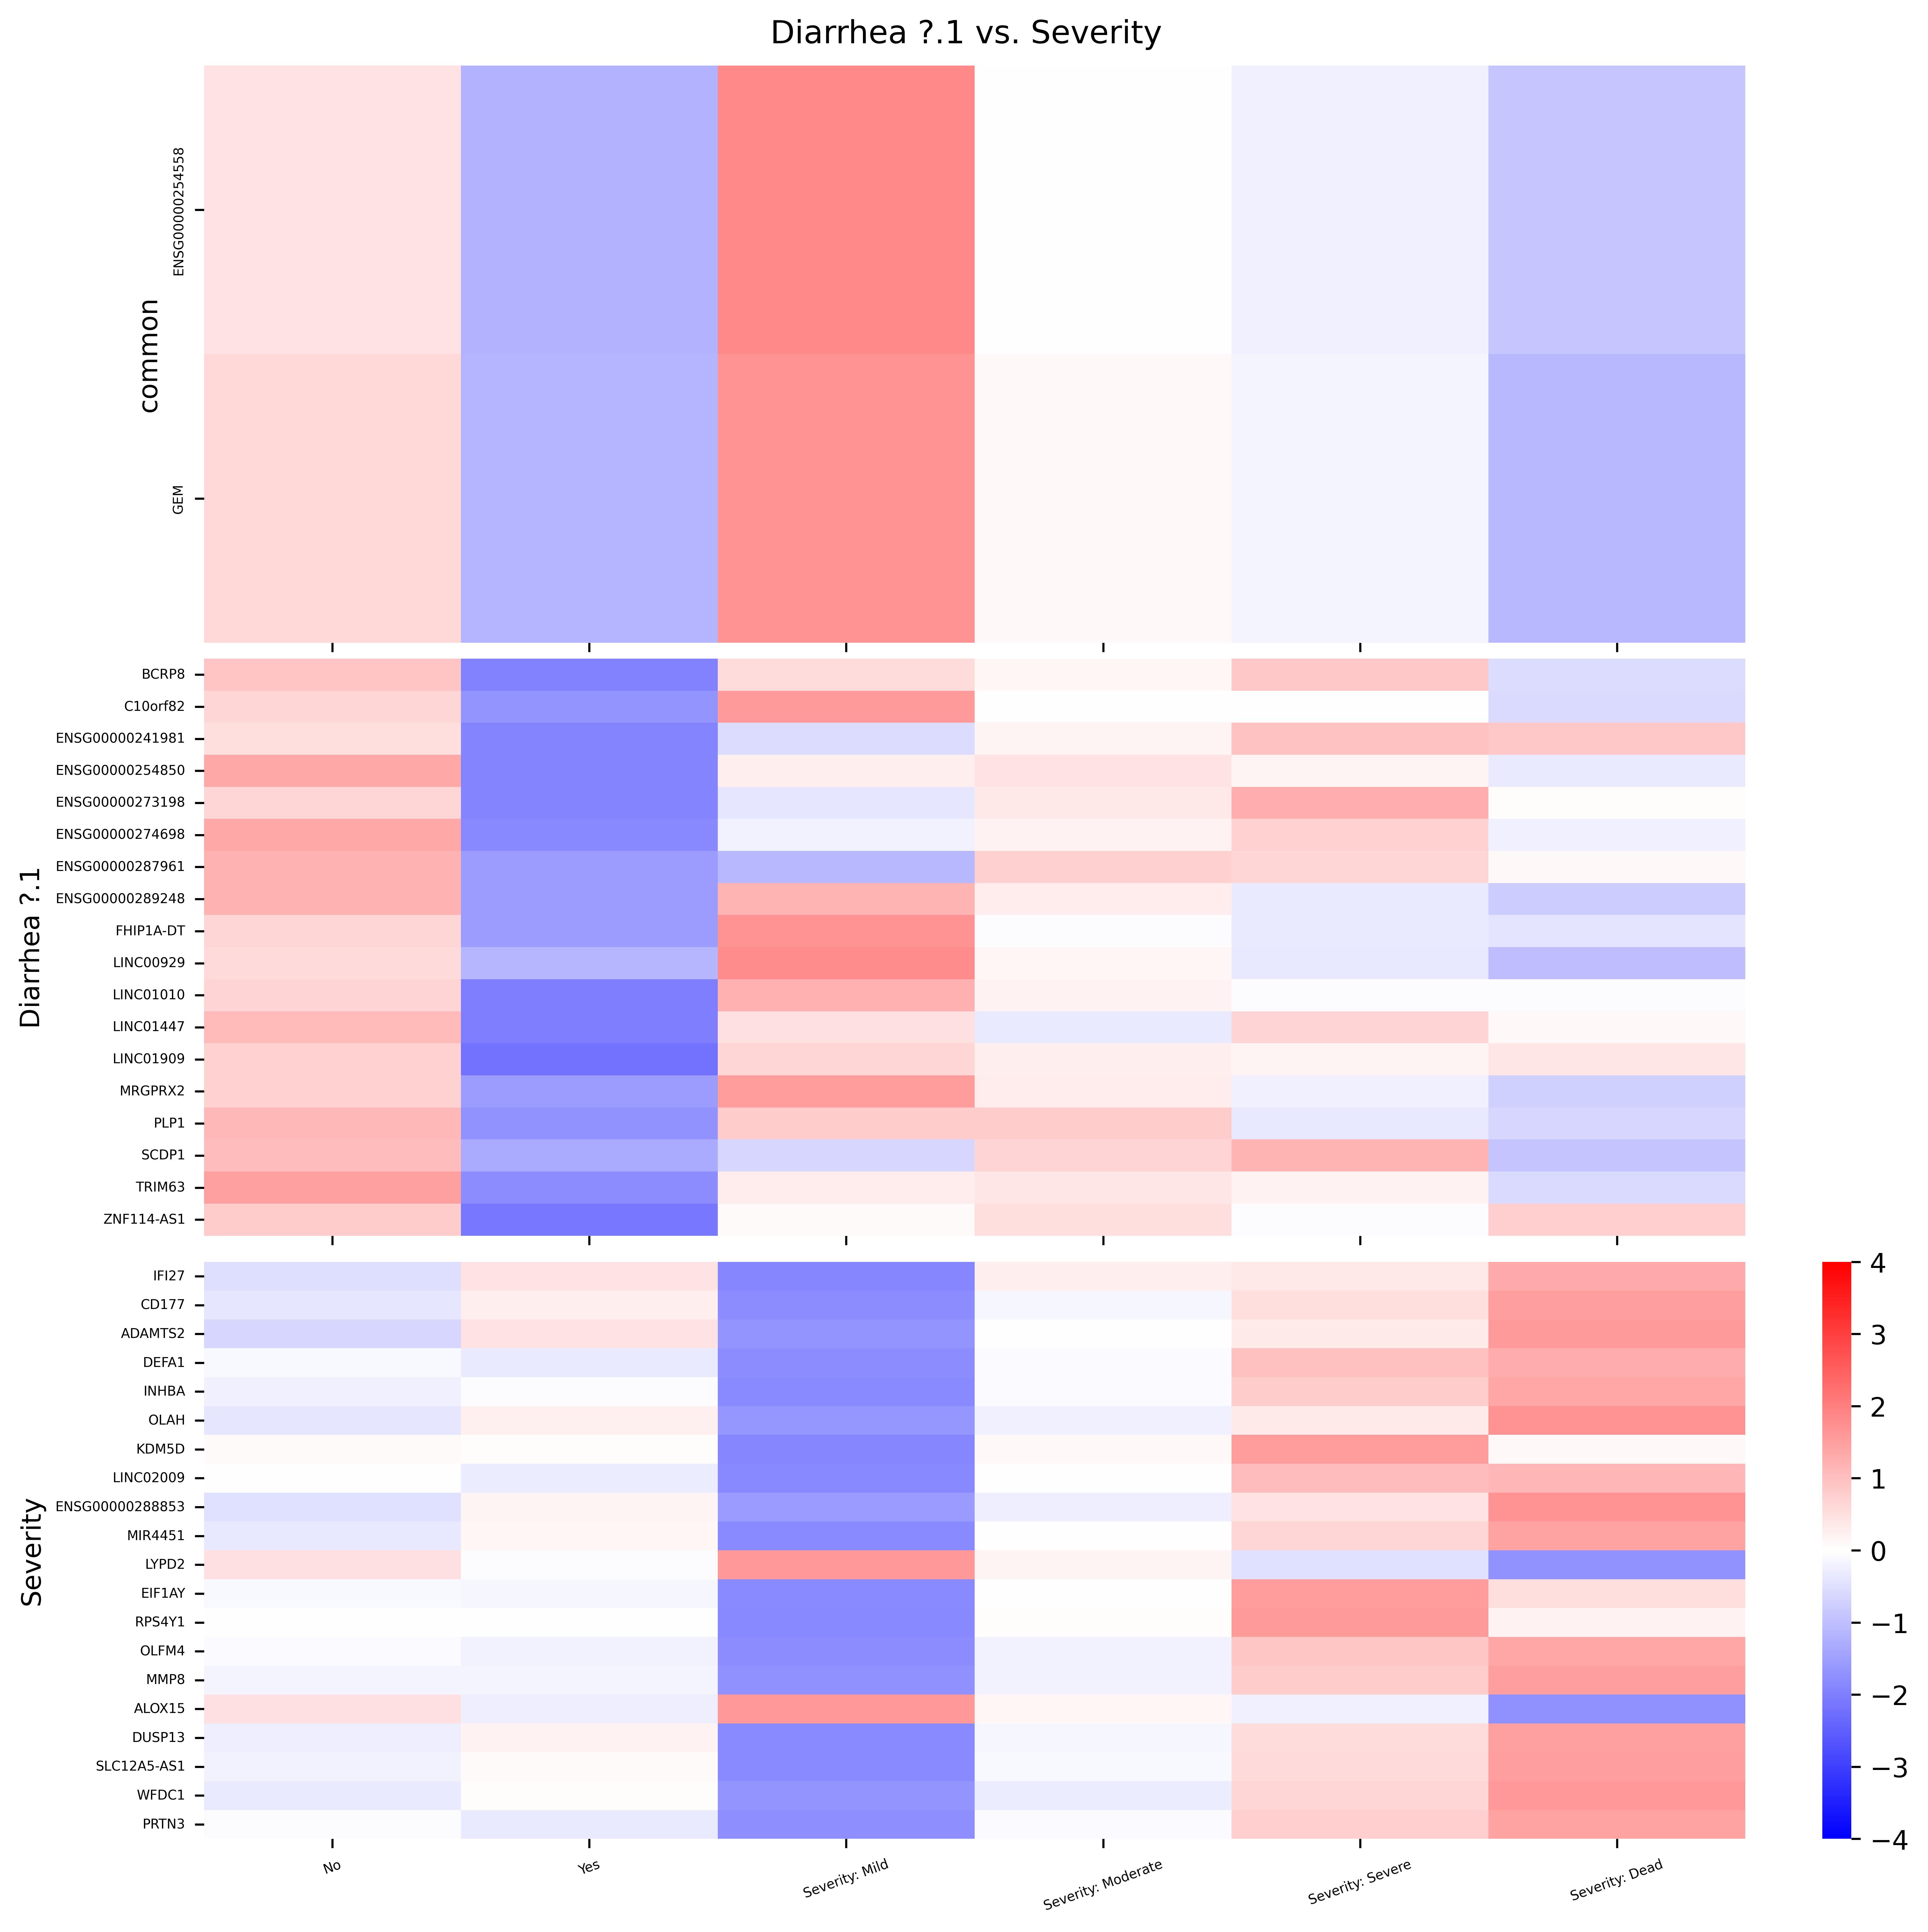 Diarrhea ?.1 vs. Severity
common
ENSG00000254558
GEM
Diarrhea ?.1
BCRP8
C10orf82
ENSG00000241981
ENSG00000254850
ENSG00000273198
ENSG00000274698
ENSG00000287961
ENSG00000289248
FHIP1A-DT
LINC00929
LINC01010
LINC01447
LINC01909
MRGPRX2
PLP1
SCDP1
TRIM63
ZNF114-AS1
Severity
IFI27
CD177
ADAMTS2
DEFA1
INHBA
OLAH
KDM5D
LINC02009
ENSG00000288853
MIR4451
LYPD2
EIF1AY
RPS4Y1
OLFM4
MMP8
ALOX15
DUSP13
SLC12A5-AS1
WFDC1
PRTN3
4
3
2
1
0
−1
−2
−3
−4
No
Yes
Severity: Mild
Severity: Moderate
Severity: Severe
Severity: Dead